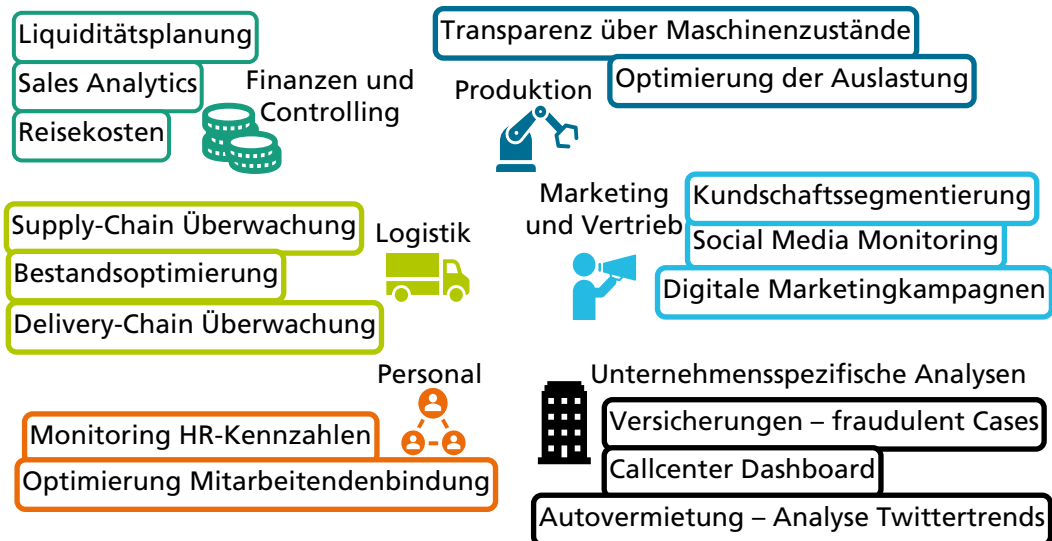 Liquiditätsplanung
Sales Analytics
Reisekosten
Finanzen und
Controlling
Transparenz über Maschinenzustände
Optimierung der Auslastung
Produktion
Supply-Chain Überwachung
Bestandsoptimierung
Delivery-Chain Überwachung
Logistik
Marketing
und Vertrieb
Kundschaftssegmentierung
Social Media Monitoring
Digitale Marketingkampagnen
Personal
Monitoring HR-Kennzahlen
Optimierung Mitarbeitendenbindung
Unternehmensspezifische Analysen
Versicherungen – fraudulent Cases
Callcenter Dashboard
Autovermietung – Analyse Twittertrends